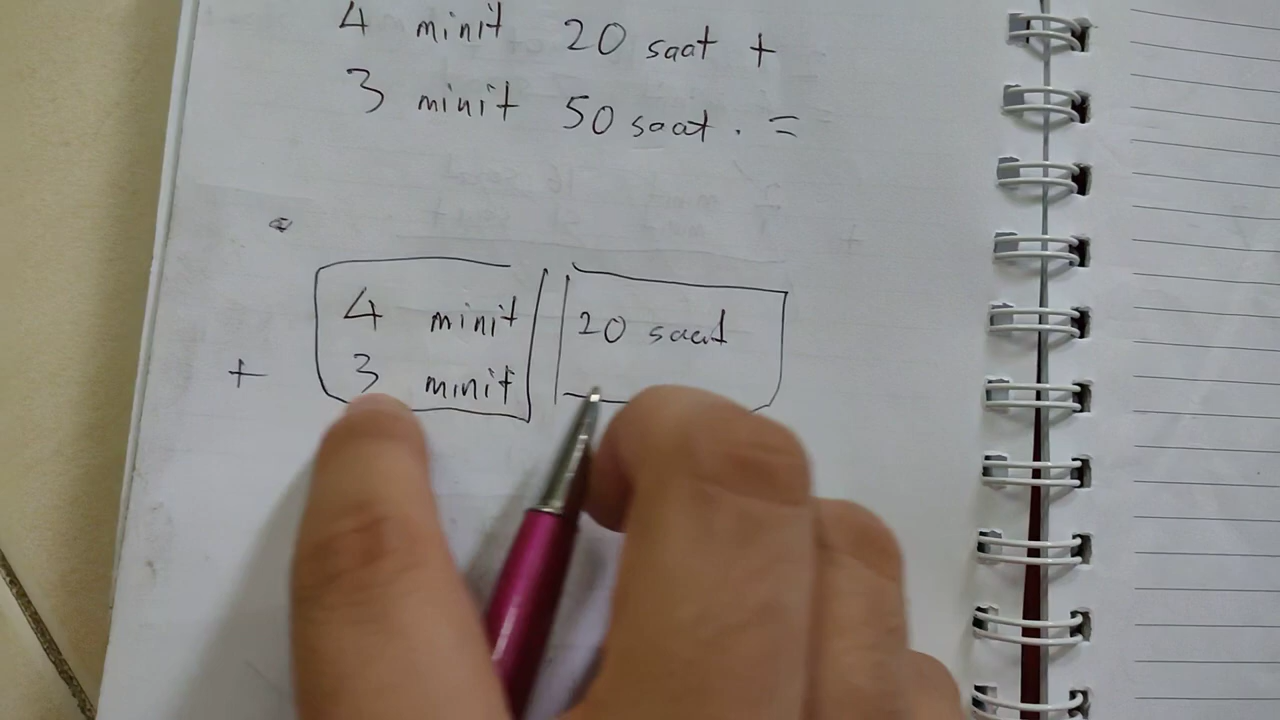 4 minit 20 saat +
3 minit 50 saat . =
4 minit 20 saat
+ 3 minit